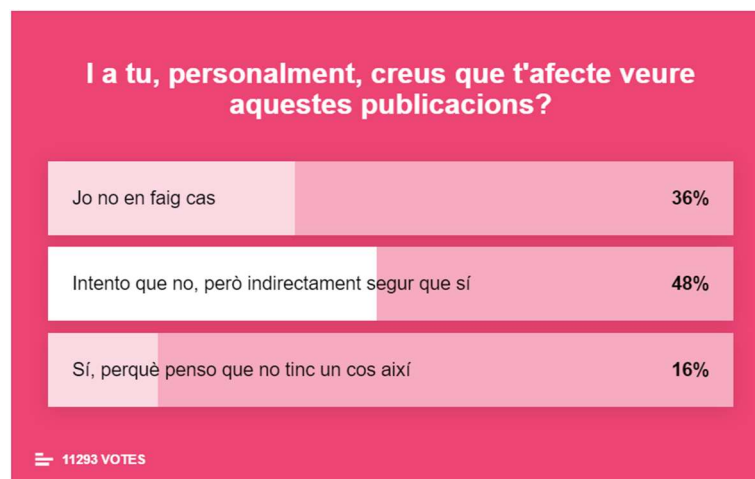 I a tu, personalment, creus que t'afecte veure
aquestes publicacions?
Jo no en faig cas
36%
Intento que no, però indirectament segur que sí
48%
Sí, perquè penso que no tinc un cos així
16%
11293 VOTES